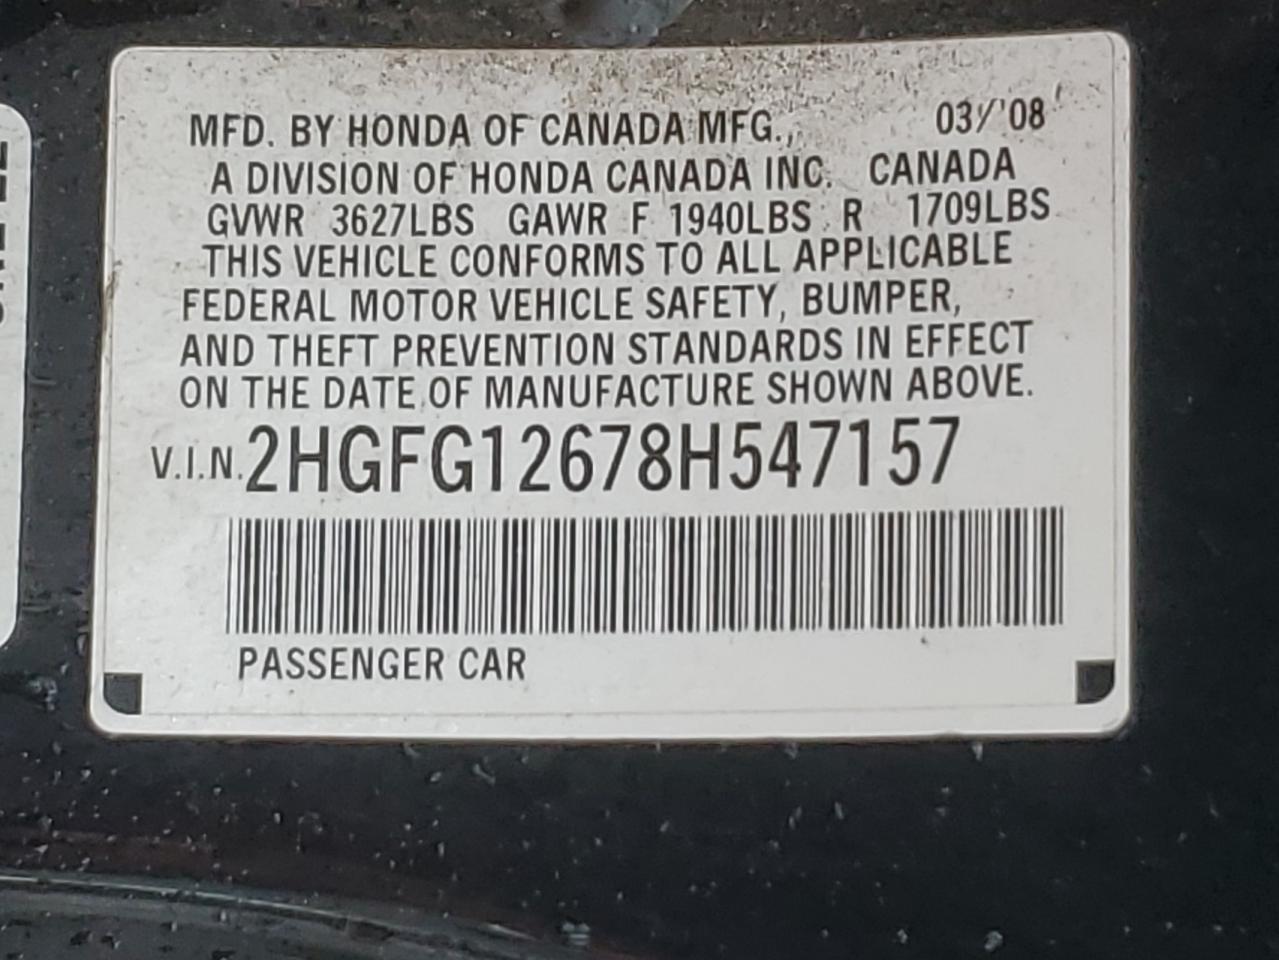 MFD. BY HONDA OF CANADA MFG., 03/'08
A DIVISION OF HONDA CANADA INC. CANADA
GVWR 3627LBS GAWR F 1940LBS R 1709LBS
THIS VEHICLE CONFORMS TO ALL APPLICABLE
FEDERAL MOTOR VEHICLE SAFETY, BUMPER,
AND THEFT PREVENTION STANDARDS IN EFFECT
ON THE DATE OF MANUFACTURE SHOWN ABOVE.
V.I.N. 2HGFG12678H547157
PASSENGER CAR